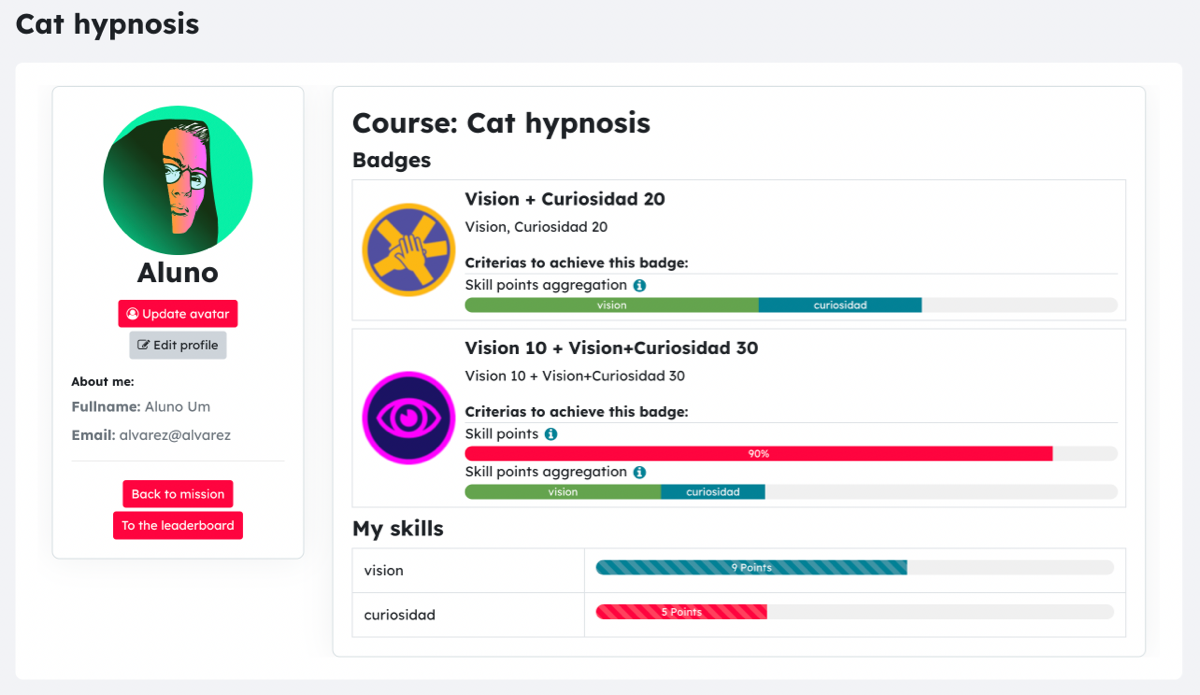 Cat hypnosis
Aluno
Update avatar
Edit profile
About me:
Fullname: Aluno Um
Email: alvarez@alvarez
Back to mission
To the leaderboard
Course: Cat hypnosis
Badges
Vision + Curiosidad 20
Vision, Curiosidad 20
Criterias to achieve this badge:
Skill points aggregation
vision curiosidad
Vision 10 + Vision+Curiosidad 30
Vision 10 + Vision+Curiosidad 30
Criterias to achieve this badge:
Skill points
90%
Skill points aggregation
vision curiosidad
My skills
vision 9 Points
curiosidad 5 Points